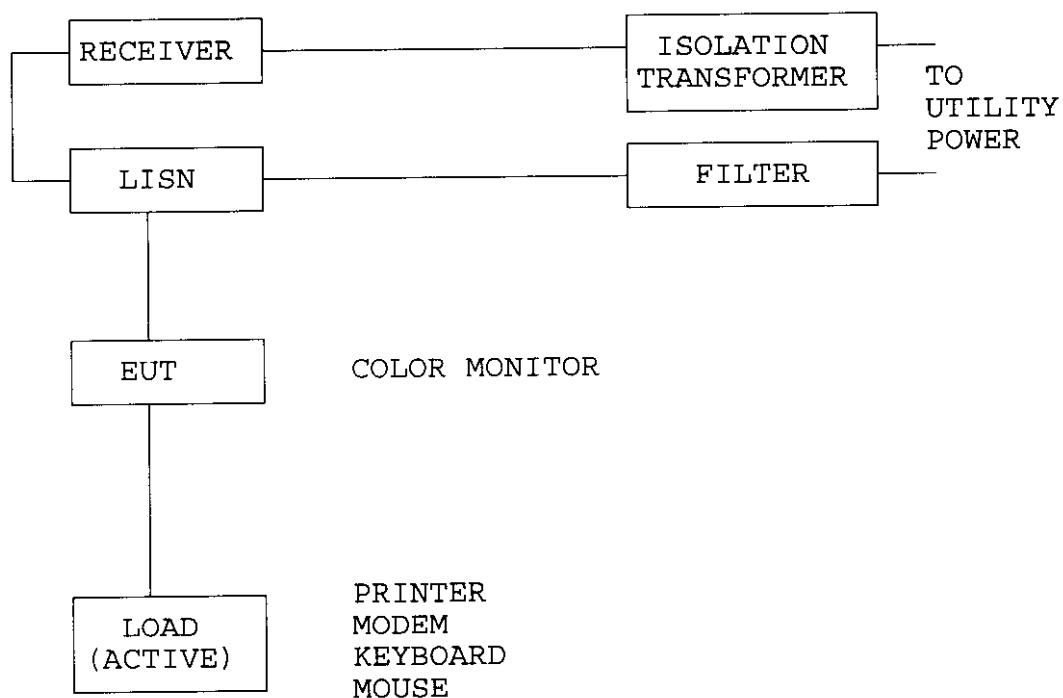 RECEIVER
ISOLATION
TRANSFORMER
TO
UTILITY
POWER
LISN
FILTER
EUT
COLOR MONITOR
LOAD
(ACTIVE)
PRINTER
MODEM
KEYBOARD
MOUSE